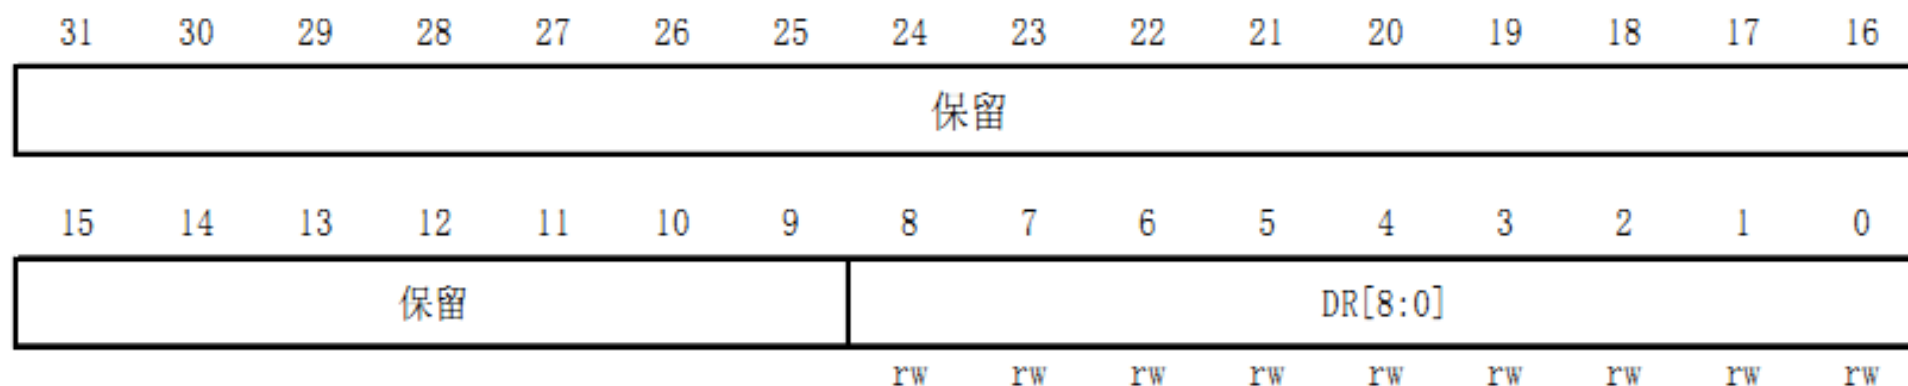 31 30 29 28 27 26 25 24 23 22 21 20 19 18 17 16
保留
15 14 13 12 11 10 9 8 7 6 5 4 3 2 1 0
保留 DR[8:0]
rw rw rw rw rw rw rw rw rw